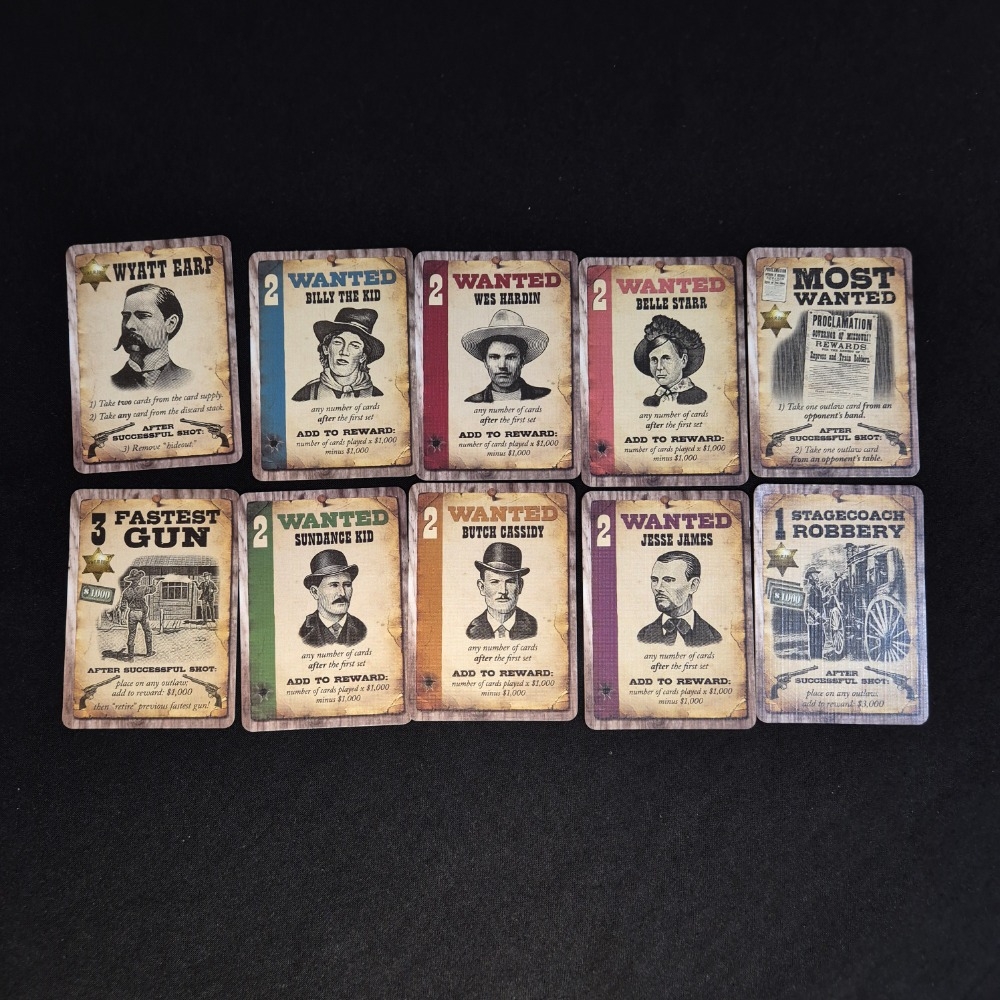 WYATT EARP
1) Take two cards from the card supply.
2) Take any card from the discard stack.
AFTER
SUCCESSFUL SHOT:
3) Remove "hideout."
2
WANTED
BILLY THE KID
any number of cards
after the first set
ADD TO REWARD:
number of cards played x $1,000
minus $1,000
2
WANTED
WES HARDIN
any number of cards
after the first set
ADD TO REWARD:
number of cards played x $1,000
minus $1,000
2
WANTED
BELLE STARR
any number of cards
after the first set
ADD TO REWARD:
number of cards played x $1,000
minus $1,000
MOST
WANTED
PROCLAMATION
GOVERNOR OF MISSOURI!
REWARDS
Express and Train Robbers.
1) Take one outlaw card from an
opponent's hand.
AFTER
SUCCESSFUL SHOT:
2) Take one outlaw card
from an opponent's table.
3
FASTEST
GUN
$1,000
AFTER SUCCESSFUL SHOT:
place on any outlaw,
add to reward: $1,000
then "retire" previous fastest gun!
2
WANTED
SUNDANCE KID
any number of cards
after the first set
ADD TO REWARD:
number of cards played x $1,000
minus $1,000
2
WANTED
BUTCH CASSIDY
any number of cards
after the first set
ADD TO REWARD:
number of cards played x $1,000
minus $1,000
2
WANTED
JESSE JAMES
any number of cards
after the first set
ADD TO REWARD:
number of cards played x $1,000
minus $1,000
1
STAGECOACH
ROBBERY
AFTER
SUCCESSFUL SHOT:
place on any outlaw,
add to reward: $3,000